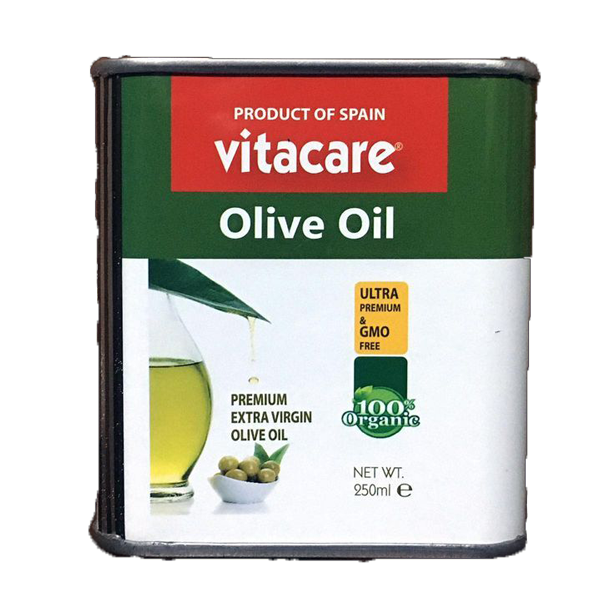 PRODUCT OF SPAIN
vitacare®
Olive Oil
ULTRA
PREMIUM
&
GMO
FREE
100%
Organic
PREMIUM
EXTRA VIRGIN
OLIVE OIL
NET WT.
250ml ℮